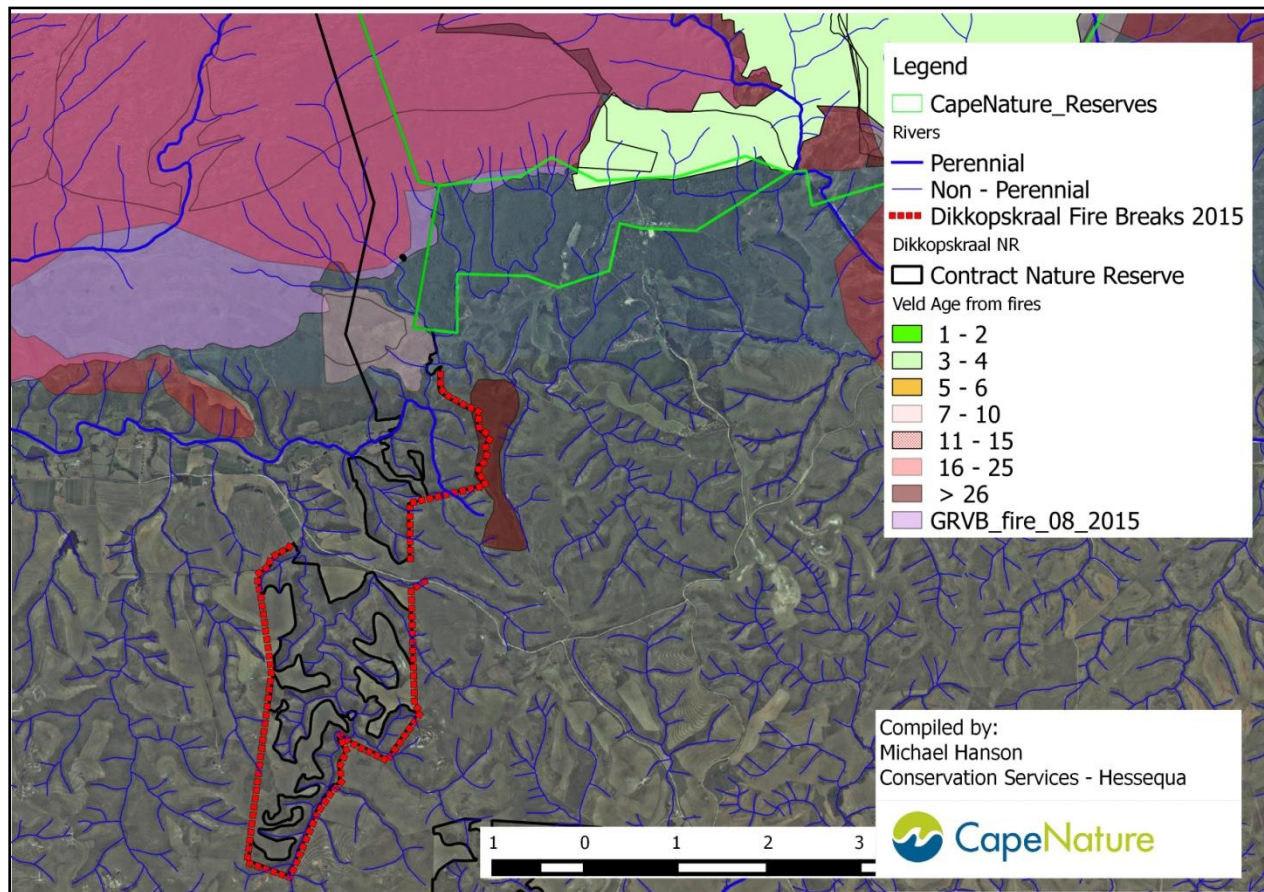 Legend
CapeNature_Reserves
Rivers
Perennial
Non - Perennial
Dikkopskraal Fire Breaks 2015
Dikkopskraal NR
Contract Nature Reserve
Veld Age from fires
1 - 2
3 - 4
5 - 6
7 - 10
11 - 15
16 - 25
> 26
GRVB_fire_08_2015
Compiled by:
Michael Hanson
Conservation Services - Hessequa
CapeNature
1 0 1 2 3